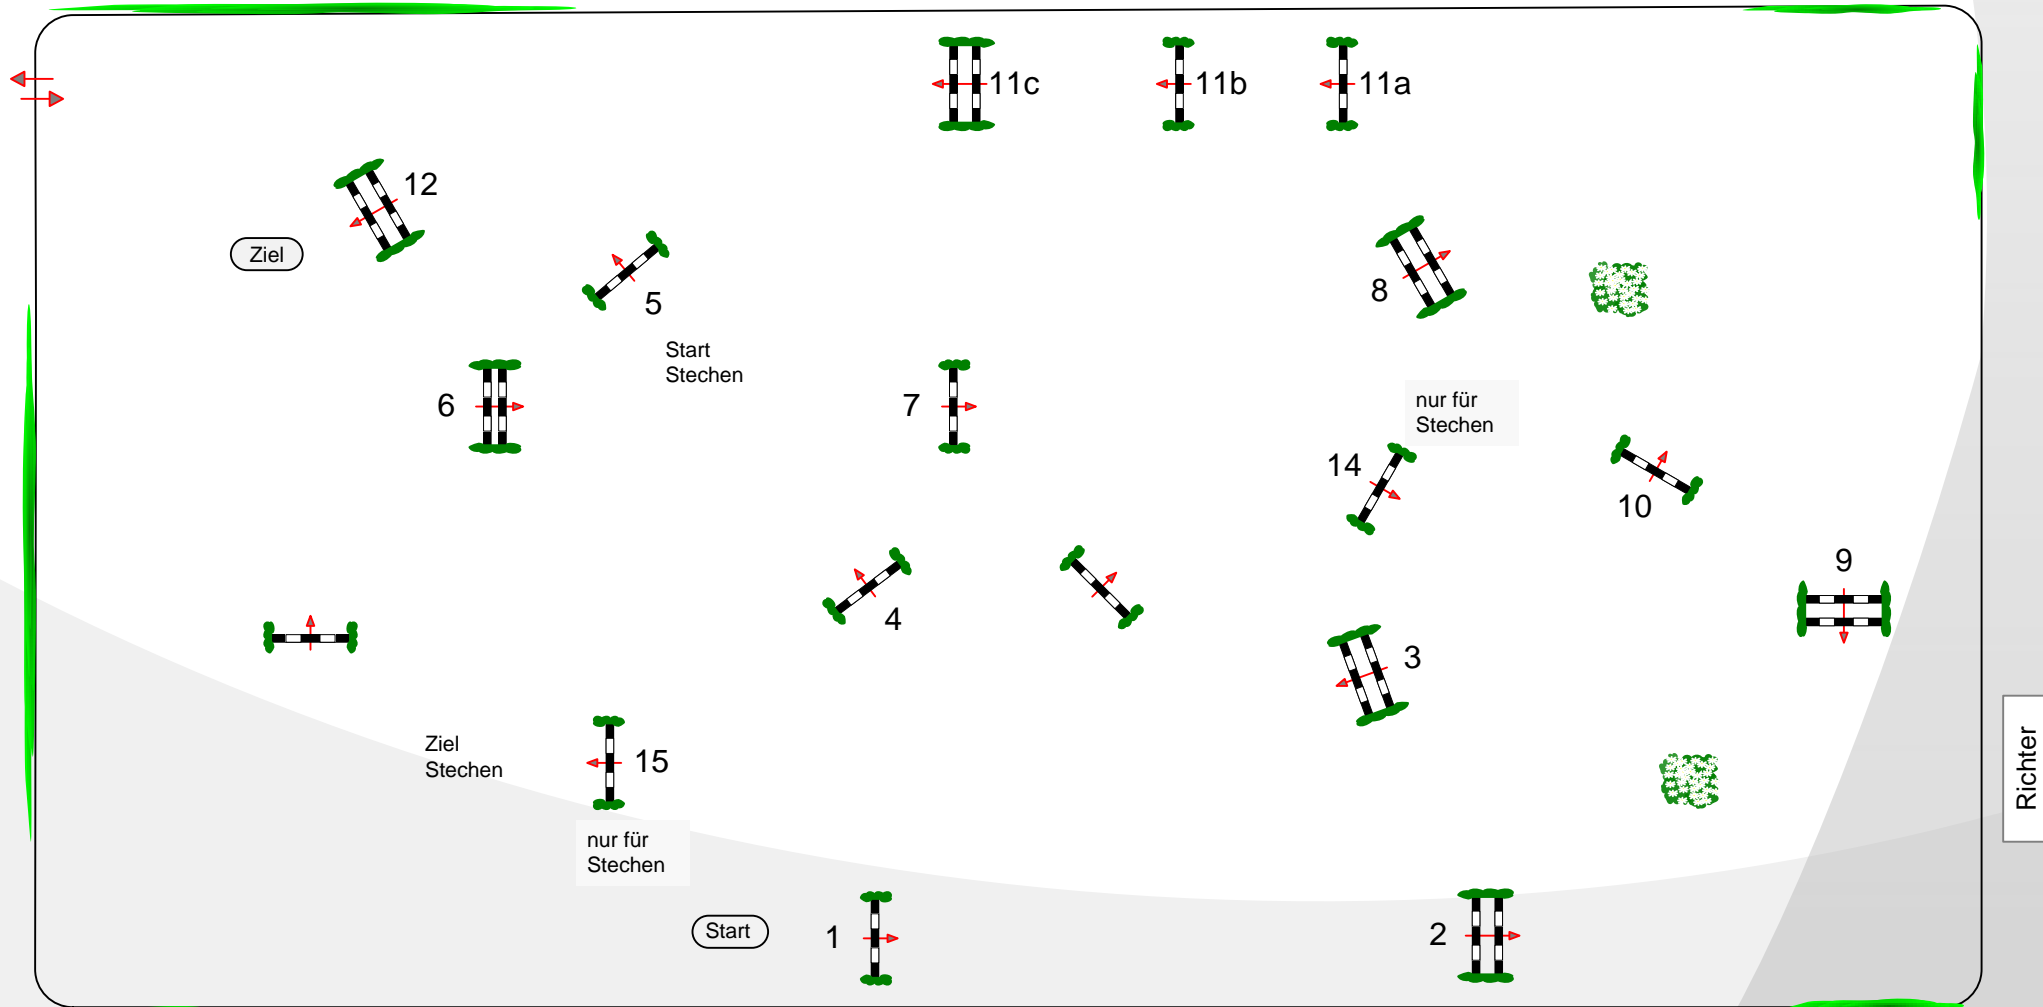 11c
11b
11a
12
Ziel
5
8
Start
Stechen
6
7
nur für
Stechen
14
10
9
4
3
Ziel
Stechen
15
Richter
nur für
Stechen
Start
1
2